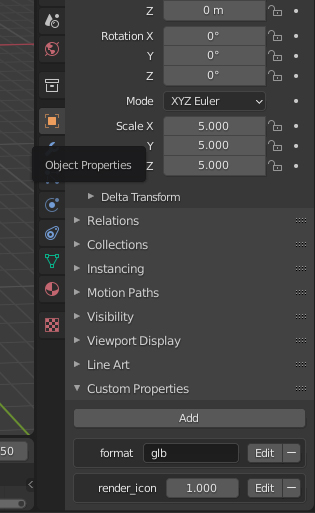 Z 0 m
Rotation X 0°
Y 0°
Z 0°
Mode XYZ Euler
Scale X 5.000
Y 5.000
Object Properties Z 5.000
Delta Transform
Relations
Collections
Instancing
Motion Paths
Visibility
Viewport Display
Line Art
Custom Properties
Add
50 format glb Edit
render_icon 1.000 Edit